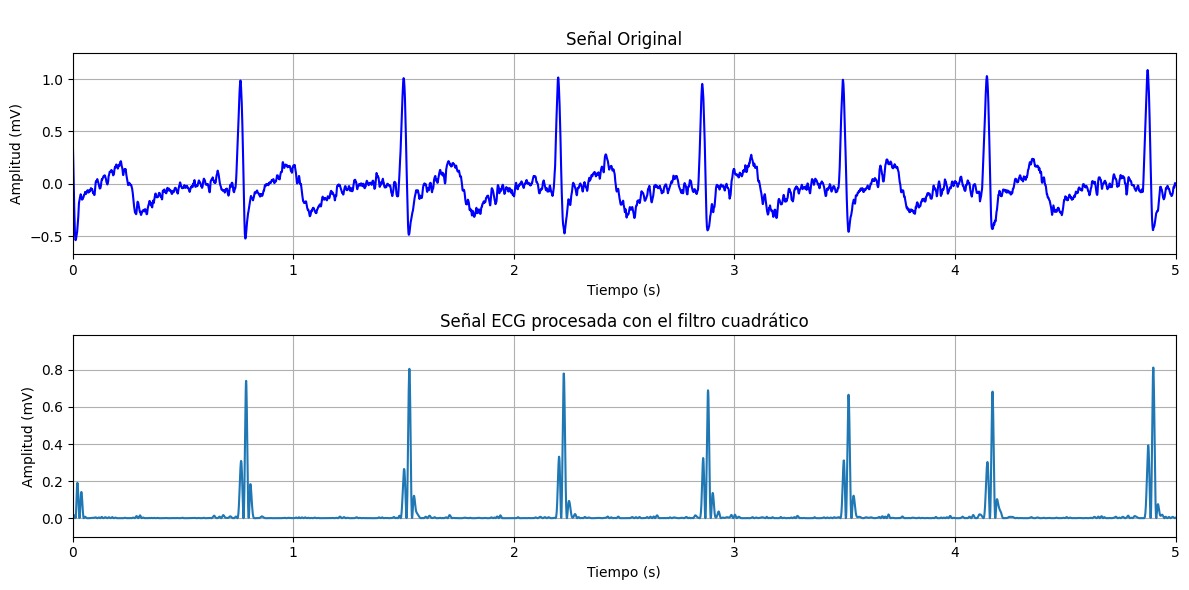 Señal Original
Amplitud (mV)
1.0
0.5
0.0
−0.5
0 1 2 3 4 5
Tiempo (s)
Señal ECG procesada con el filtro cuadrático
Amplitud (mV)
0.8
0.6
0.4
0.2
0.0
0 1 2 3 4 5
Tiempo (s)